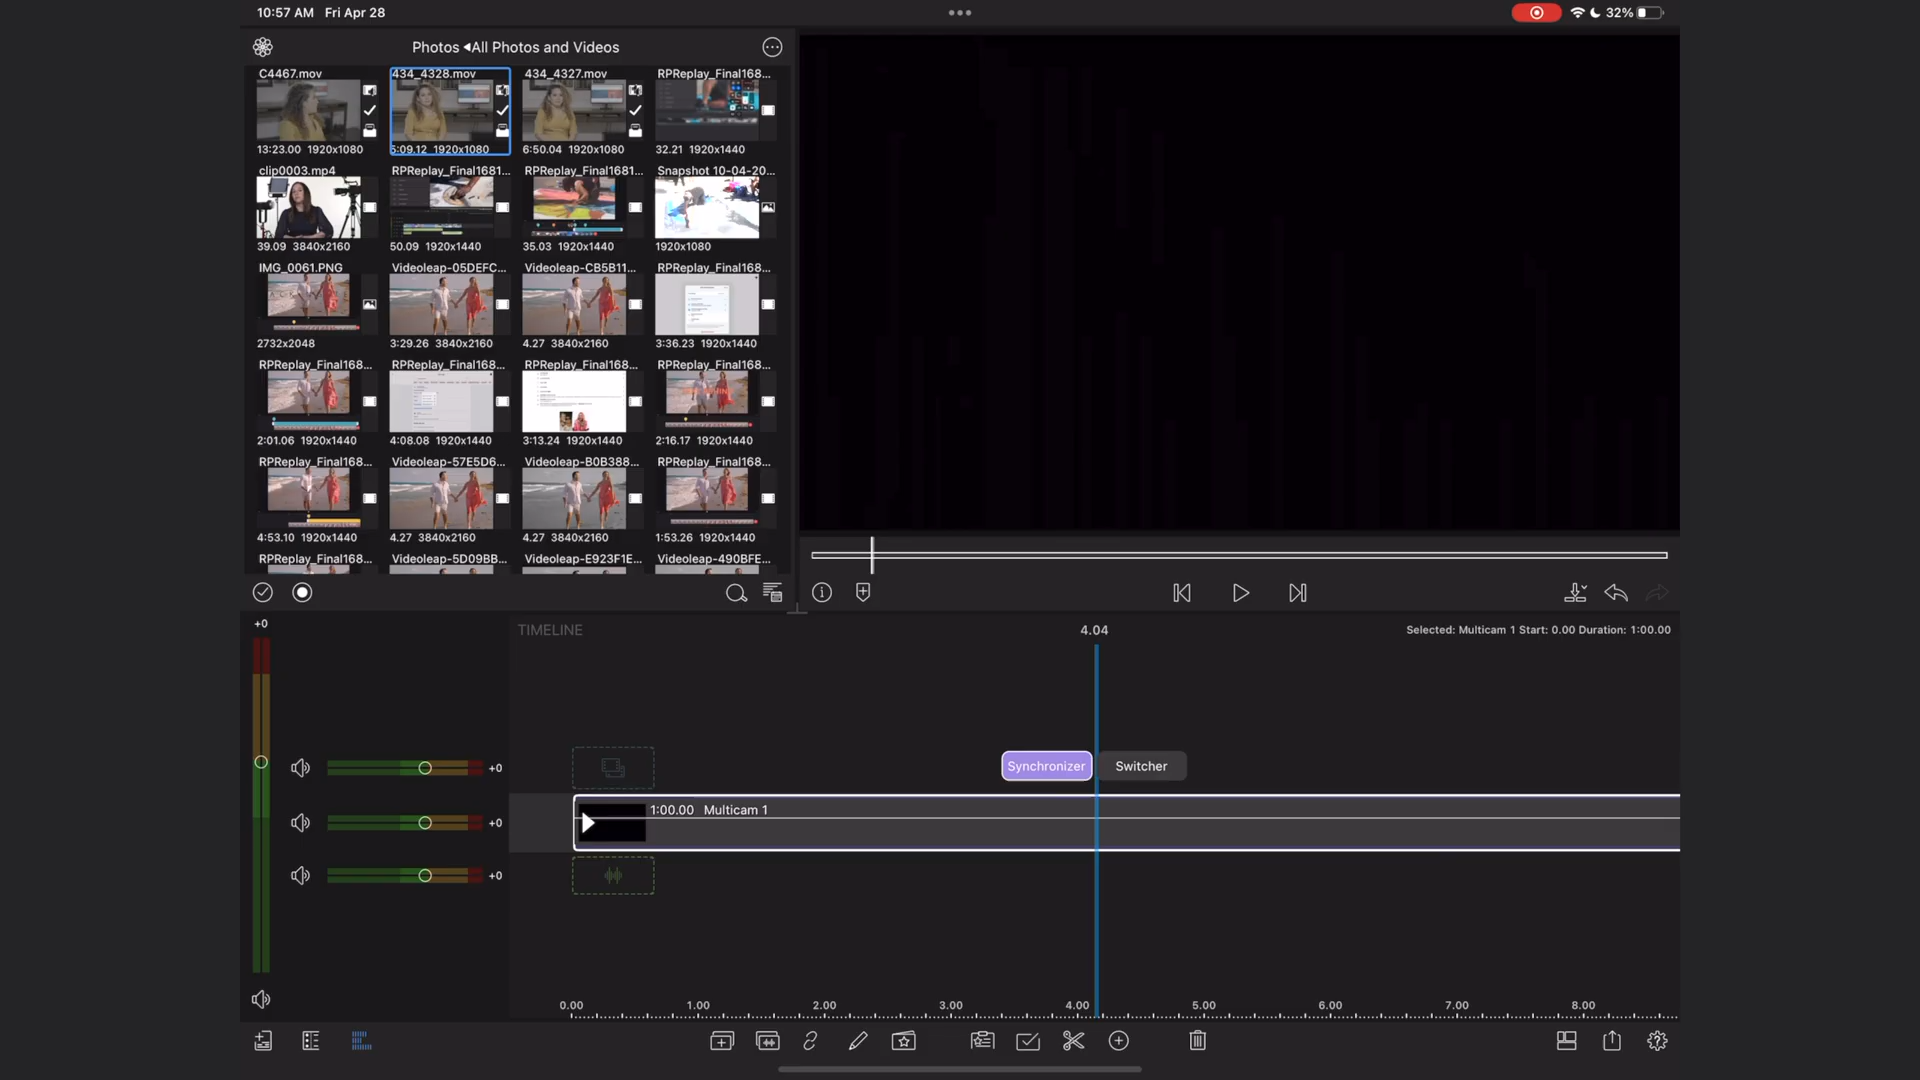 10:57 AM Fri Apr 28
32%
Photos ◂All Photos and Videos
C4467.mov 434_4328.mov 434_4327.mov RPReplay_Final168...
13:23.00 1920x1080 5:09.12 1920x1080 6:50.04 1920x1080 32.21 1920x1440
clip0003.mp4 RPReplay_Final1681... RPReplay_Final1681... Snapshot 10-04-20...
39.09 3840x2160 50.09 1920x1440 35.03 1920x1440 1920x1080
IMG_0061.PNG Videoleap-05DEFC... Videoleap-CB5B11... RPReplay_Final168...
2732x2048 3:29.26 3840x2160 4.27 3840x2160 3:36.23 1920x1440
RPReplay_Final168... RPReplay_Final168... RPReplay_Final168... RPReplay_Final168...
2:01.06 1920x1440 4:08.08 1920x1440 3:13.24 1920x1440 2:16.17 1920x1440
RPReplay_Final168... Videoleap-57E5D6... Videoleap-B0B388... RPReplay_Final168...
4:53.10 1920x1440 4.27 3840x2160 4.27 3840x2160 1:53.26 1920x1440
RPReplay_Final168... Videoleap-5D09BB... Videoleap-E923F1E... Videoleap-490BFE...
+0
TIMELINE
4.04
Selected: Multicam 1 Start: 0.00 Duration: 1:00.00
+0
Synchronizer Switcher
+0
1:00.00 Multicam 1
+0
0.00 1.00 2.00 3.00 4.00 5.00 6.00 7.00 8.00